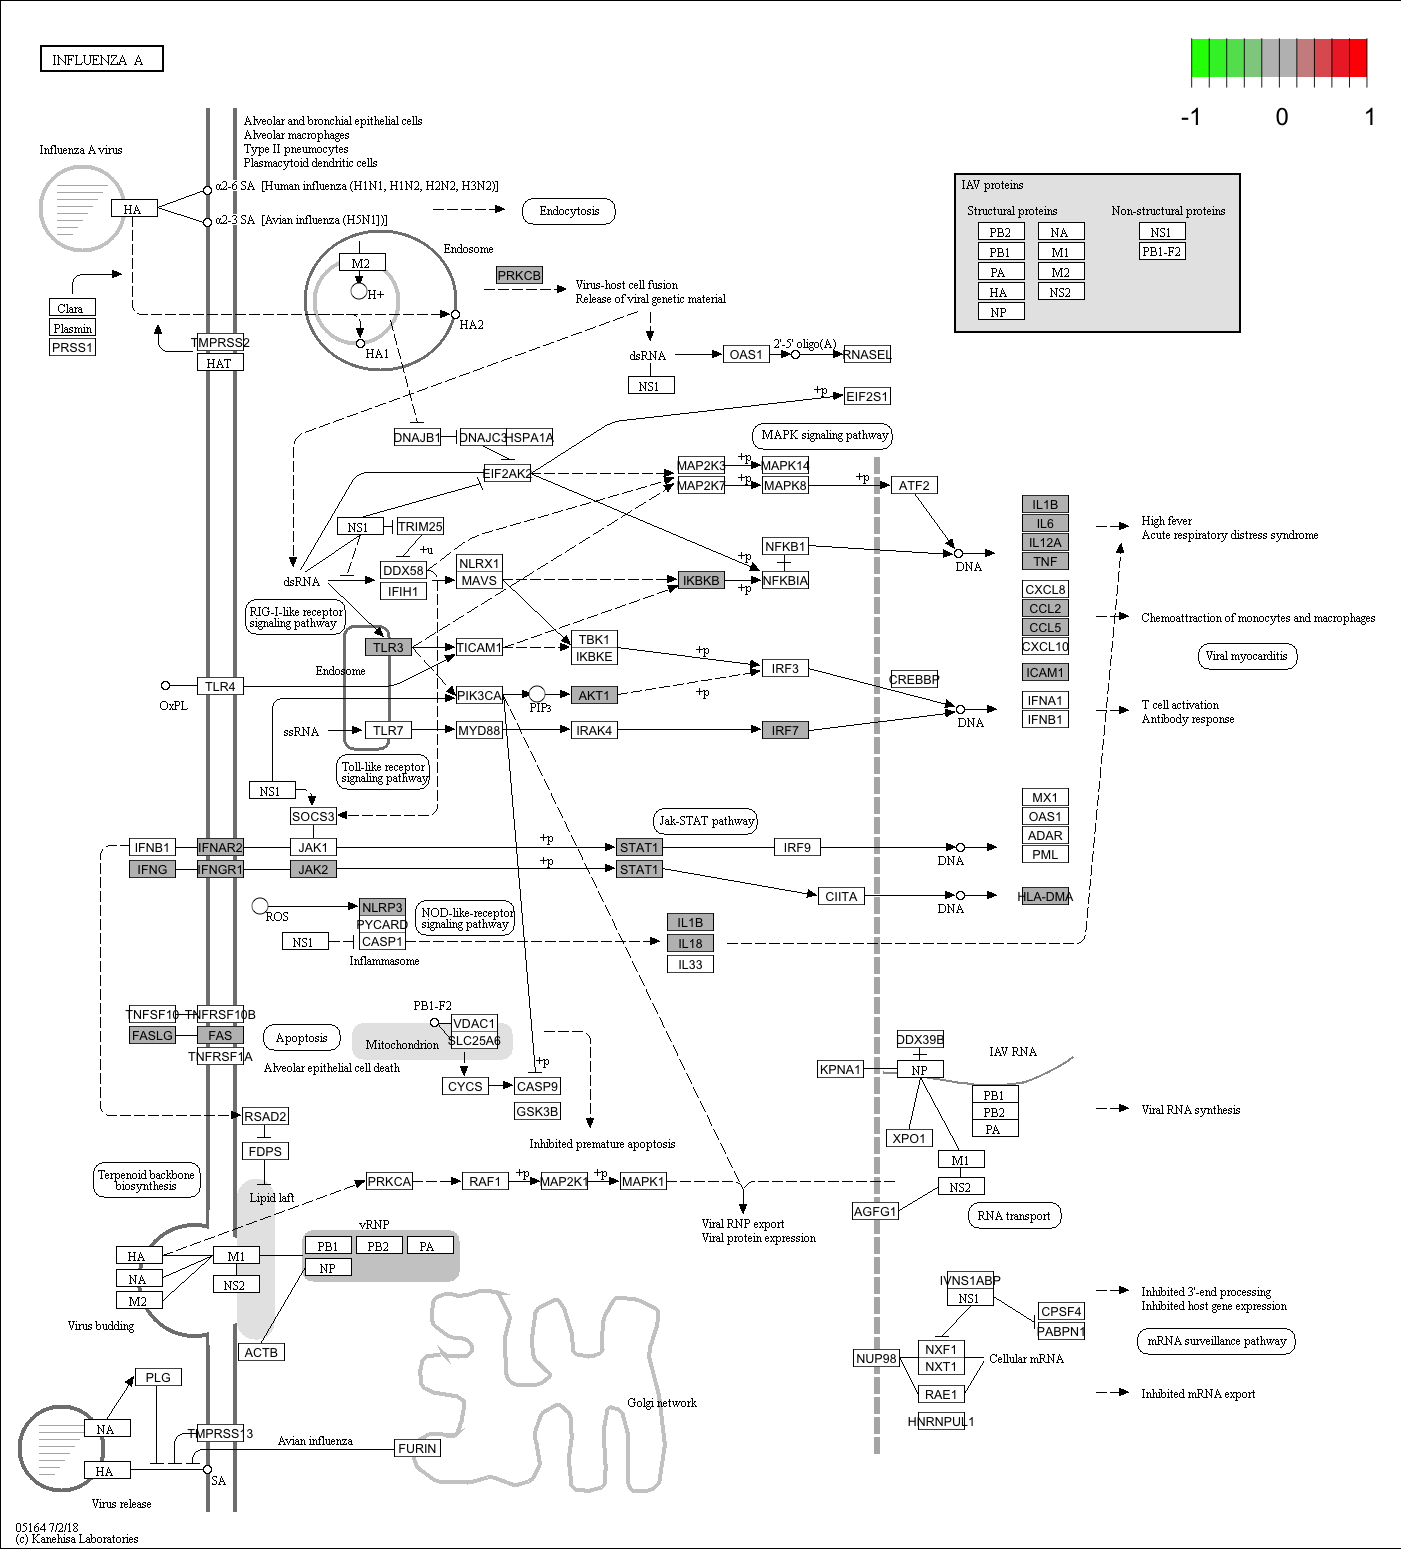 INFLUENZA A
-1 0 1
Alveolar and bronchial epithelial cells
Alveolar macrophages
Type II pneumocytes
Plasmacytoid dendritic cells
Influenza A virus
HA
α2-6 SA [Human influenza (H1N1, H1N2, H2N2, H3N2)]
α2-3 SA [Avian influenza (H5N1])]
Endocytosis
IAV proteins
Structural proteins
Non-structural proteins
PB2
NA
NS1
PB1
M1
PB1-F2
PA
M2
HA
NS2
NP
Endosome
M2
H+
HA2
HA1
PRKCB
Virus-host cell fusion
Release of viral genetic material
Clara
Plasmin
PRSS1
TMPRSS2
HAT
dsRNA
OAS1
2'-5' oligo(A)
RNASEL
NS1
+p
EIF2S1
DNAJB1
DNAJC3
HSPA1A
MAPK signaling pathway
EIF2AK2
MAP2K3
+p
MAPK14
MAP2K7
+p
MAPK8
+p
ATF2
NS1
TRIM25
+u
DDX58
IFIH1
dsRNA
NLRX1
MAVS
NFKB1
+p
IKBKB
+p
NFKBIA
DNA
IL1B
IL6
IL12A
TNF
High fever
Acute respiratory distress syndrome
CXCL8
CCL2
CCL5
CXCL10
Chemoattraction of monocytes and macrophages
Viral myocarditis
ICAM1
IFNA1
IFNB1
T cell activation
Antibody response
RIG-I-like receptor
signaling pathway
TLR3
TICAM1
TBK1
IKBKE
+p
IRF3
CREBBP
Endosome
TLR4
OxPL
PIK3CA
PIP3
AKT1
+p
DNA
ssRNA
TLR7
MYD88
IRAK4
IRF7
Toll-like receptor
signaling pathway
NS1
SOCS3
Jak-STAT pathway
MX1
OAS1
ADAR
PML
IFNB1
IFNAR2
JAK1
+p
STAT1
IRF9
DNA
IFNG
IFNGR1
JAK2
+p
STAT1
CIITA
DNA
HLA-DMA
ROS
NLRP3
PYCARD
CASP1
NS1
Inflammasome
NOD-like-receptor
signaling pathway
IL1B
IL18
IL33
TNFSF10
TNFRSF10B
FASLG
FAS
TNFRSF1A
Apoptosis
Alveolar epithelial cell death
PB1-F2
VDAC1
SLC25A6
Mitochondrion
CYCS
+p
CASP9
GSK3B
Inhibited premature apoptosis
DDX39B
KPNA1
NP
IAV RNA
PB1
PB2
PA
Viral RNA synthesis
XPO1
M1
NS2
AGFG1
RNA transport
RSAD2
FDPS
Terpenoid backbone
biosynthesis
Lipid laft
PRKCA
RAF1
+p
MAP2K1
+p
MAPK1
Viral RNP export
Viral protein expression
vRNP
PB1
PB2
PA
NP
HA
NA
M2
M1
NS2
Virus budding
ACTB
IVNS1ABP
NS1
CPSF4
PABPN1
Inhibited 3'-end processing
Inhibited host gene expression
mRNA surveillance pathway
NUP98
NXF1
NXT1
Cellular mRNA
RAE1
HNRNPUL1
Inhibited mRNA export
Golgi network
PLG
NA
HA
TMPRSS13
Avian influenza
FURIN
SA
Virus release
05164 7/2/18
(c) Kanehisa Laboratories